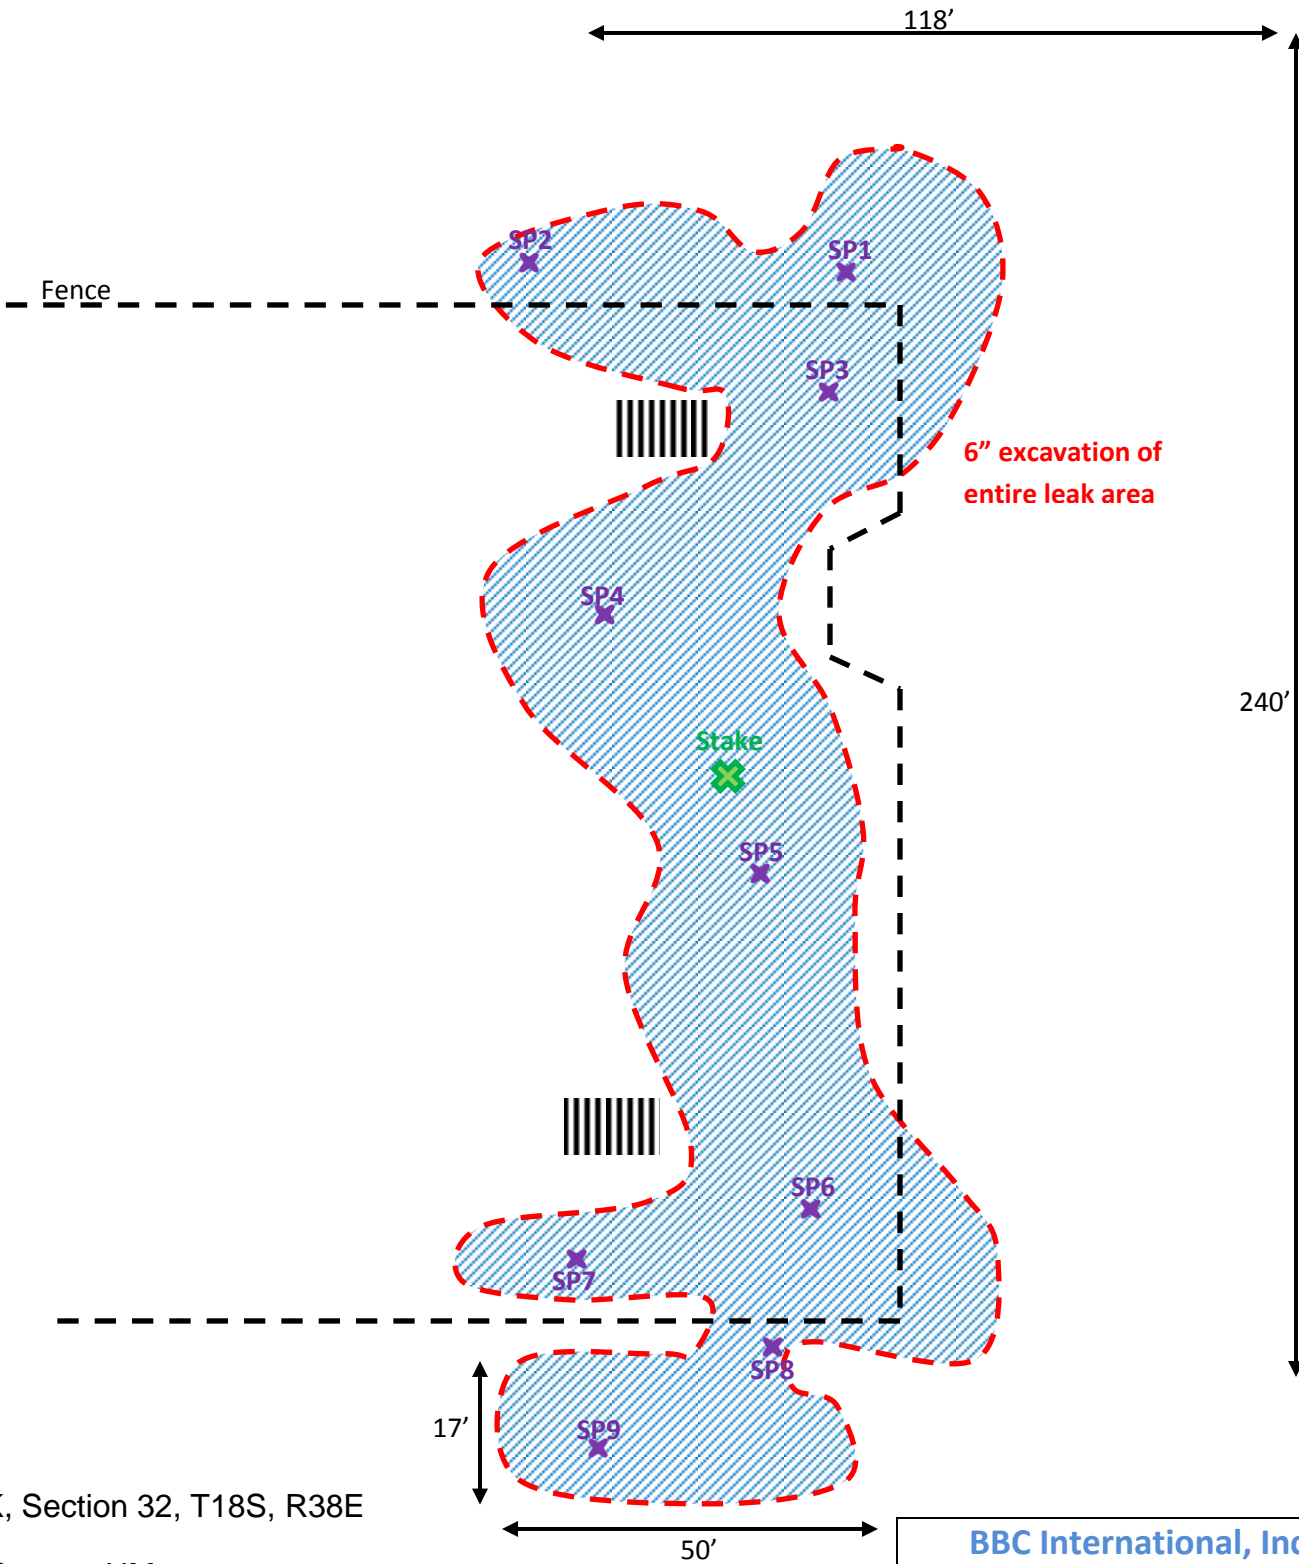 118’
SP2
SP1
Fence
SP3
6” excavation of
entire leak area
SP4
240’
Stake
SP5
SP6
SP7
SP8
17’
SP9
, Section 32, T18S, R38E
BBC International, Inc
50’